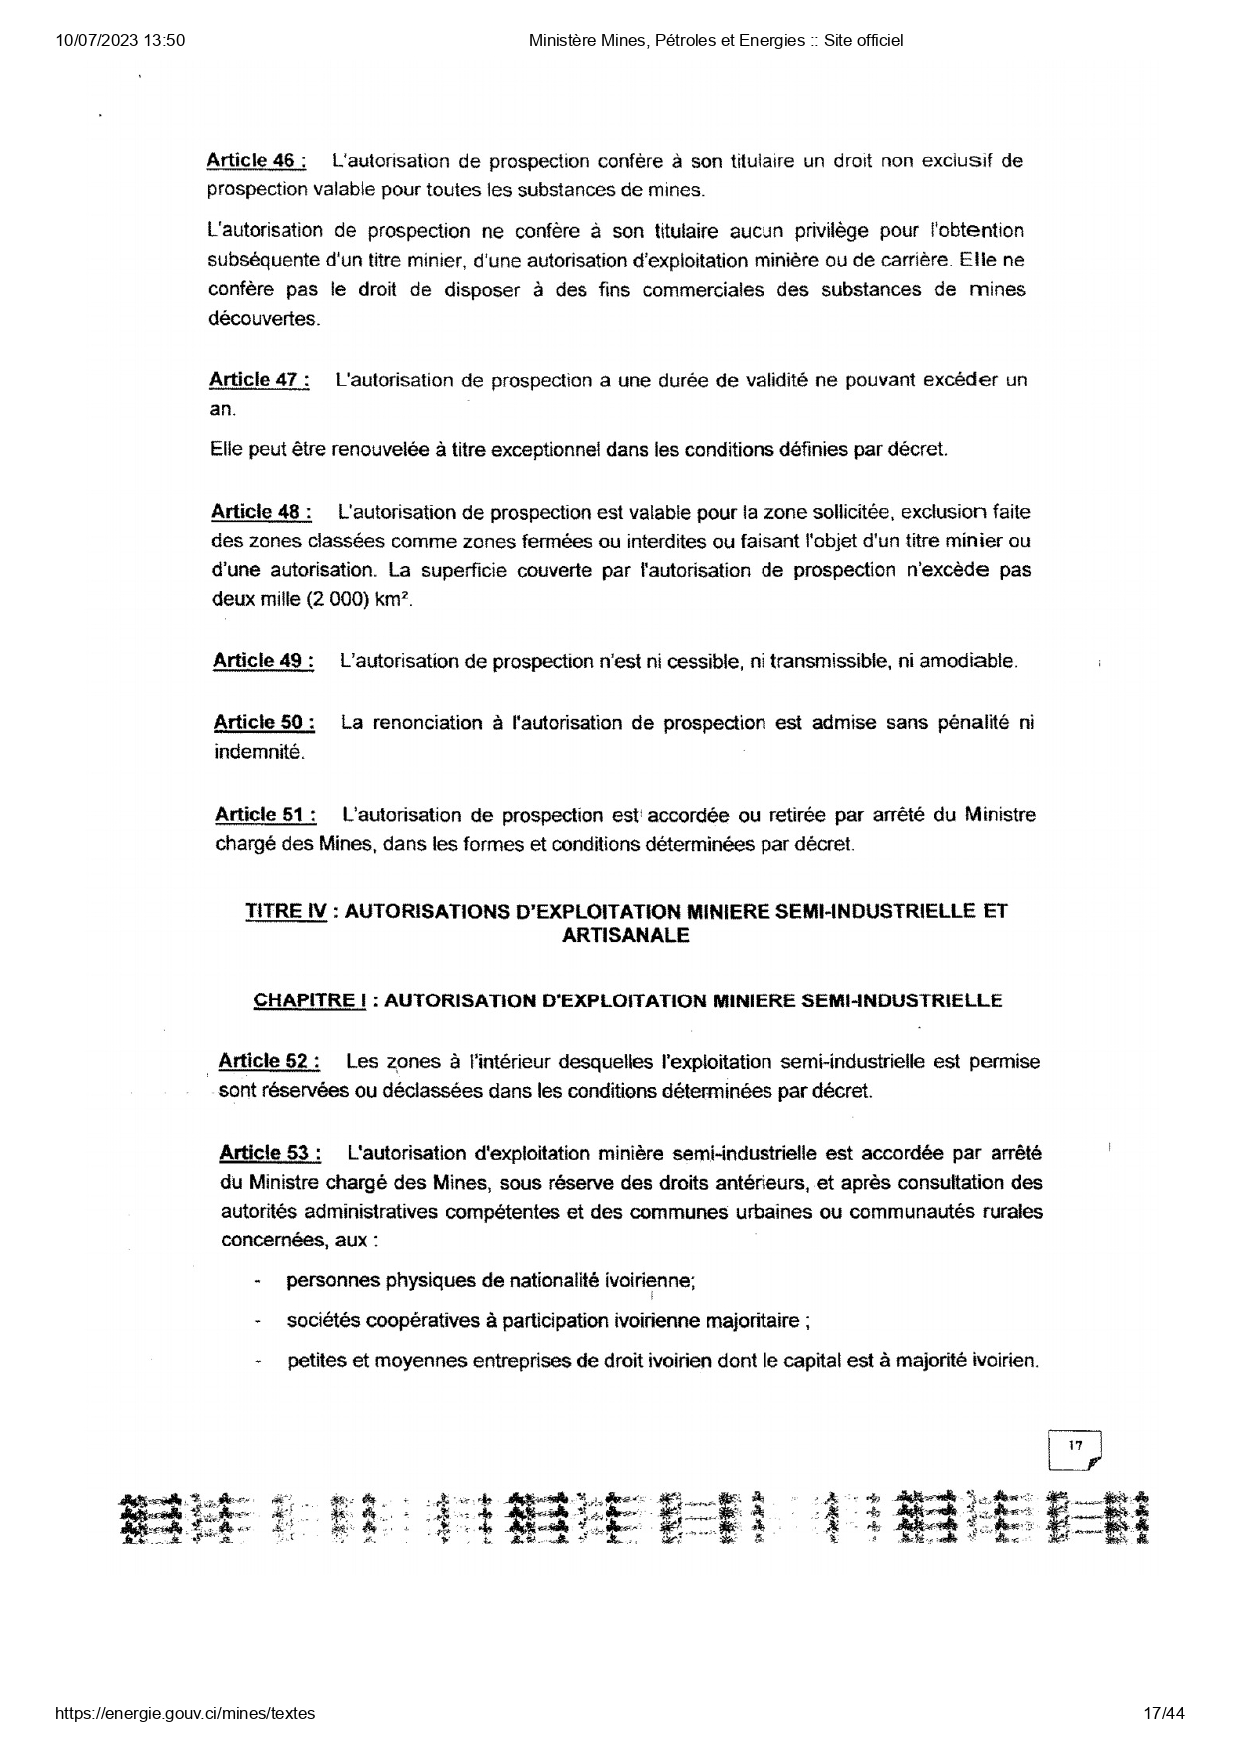 10/07/2023 13:50
Ministère Mines, Pétroles et Energies :: Site officiel
Article 46 : L'autorisation de prospection confère à son titulaire un droit non exclusif de
prospection valable pour toutes les substances de mines.
L'autorisation de prospection ne confère à son titulaire aucun privilège pour l'obtention
subséquente d'un titre minier, d'une autorisation d'exploitation minière ou de carrière. Elle ne
confère pas le droit de disposer à des fins commerciales des substances de mines
découvertes.
Article 47 : L'autorisation de prospection a une durée de validité ne pouvant excéder un
an.
Elle peut être renouvelée à titre exceptionnel dans les conditions définies par décret.
Article 48 : L'autorisation de prospection est valable pour la zone sollicitée, exclusion faite
des zones classées comme zones fermées ou interdites ou faisant l'objet d'un titre minier ou
d'une autorisation. La superficie couverte par l'autorisation de prospection n'excède pas
deux mille (2 000) km².
Article 49 : L'autorisation de prospection n'est ni cessible, ni transmissible, ni amodiable.
Article 50 : La renonciation à l'autorisation de prospection est admise sans pénalité ni
indemnité.
Article 51 : L'autorisation de prospection est accordée ou retirée par arrêté du Ministre
chargé des Mines, dans les formes et conditions déterminées par décret.
TITRE IV : AUTORISATIONS D'EXPLOITATION MINIERE SEMI-INDUSTRIELLE ET
ARTISANALE
CHAPITRE I : AUTORISATION D'EXPLOITATION MINIERE SEMI-INDUSTRIELLE
Article 52 : Les zones à l'intérieur desquelles l'exploitation semi-industrielle est permise
sont réservées ou déclassées dans les conditions déterminées par décret.
Article 53 : L'autorisation d'exploitation minière semi-industrielle est accordée par arrêté
du Ministre chargé des Mines, sous réserve des droits antérieurs, et après consultation des
autorités administratives compétentes et des communes urbaines ou communautés rurales
concernées, aux :
- personnes physiques de nationalité ivoirienne;
- sociétés coopératives à participation ivoirienne majoritaire ;
- petites et moyennes entreprises de droit ivoirien dont le capital est à majorité ivoirien.
17
https://energie.gouv.ci/mines/textes
17/44